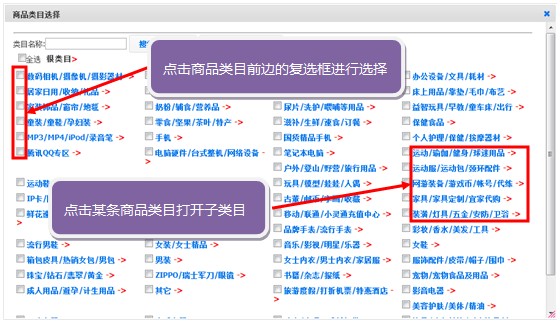 商品类目选择
类目名称:
全选 根类目>
点击商品类目前边的复选框进行选择
数码相机/摄像机/摄影器材 -> 办公设备/文具/耗材 ->
居家日用/收纳/礼品 -> 床上用品/靠垫/毛巾/布艺 ->
家装饰品/窗帘/地毯 -> 奶粉/辅食/营养品 -> 尿片/洗护/喂哺等用品 -> 益智玩具/早教/童车床/出行 ->
童装/童鞋/孕妇装 -> 零食/坚果/茶叶/特产 -> 滋补/生鲜/速食/订餐 -> 保健食品 ->
MP3/MP4/iPod/录音笔 -> 手机 -> 国货精品手机 -> 个人护理/保健/按摩器材 ->
腾讯QQ专区 -> 电脑硬件/台式整机/网络设备 -> 笔记本电脑 -> 运动/瑜伽/健身/球迷用品 ->
户外/登山/野营/旅行用品 -> 运动服/运动包/颈环配件 ->
运动鞋 玩具/模型/娃娃/人偶 -> 网游装备/游戏币/帐号/代练 ->
点击某条商品类目打开子类目
IP卡/ 古董/邮币/字画/收藏 -> 家具/家具定制/宜家代购 ->
鲜花速 移动/联通/小灵通充值中心 -> 装潢/灯具/五金/安防/卫浴 ->
品牌手表/流行手表 -> 彩妆/香水/美发/工具 ->
流行男鞋 -> 女装/女士精品 -> 音乐/影视/明星/乐器 -> 女鞋 ->
箱包皮具/热销女包/男包 -> 男装 -> 女士内衣/男士内衣/家居服 -> 服饰配件/皮带/帽子/围巾 ->
珠宝/钻石/翡翠/黄金 -> ZIPPO/瑞士军刀/眼镜 -> 书籍/杂志/报纸 -> 宠物/宠物食品及用品 ->
成人用品/避孕/计生用品 -> 其它 -> 旅游度假/打折机票/特惠酒店 -> 影音电器 ->
美容护肤/美体/精油 ->